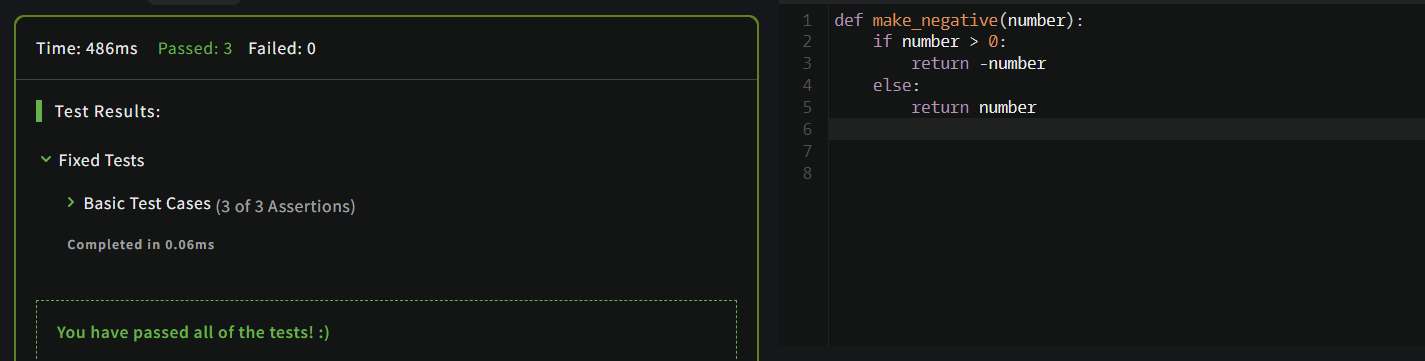 Time: 486ms Passed: 3 Failed: 0
Test Results:
Fixed Tests
Basic Test Cases (3 of 3 Assertions)
Completed in 0.06ms
You have passed all of the tests! :)
1 def make_negative(number):
2     if number > 0:
3         return -number
4     else:
5         return number
6
7
8